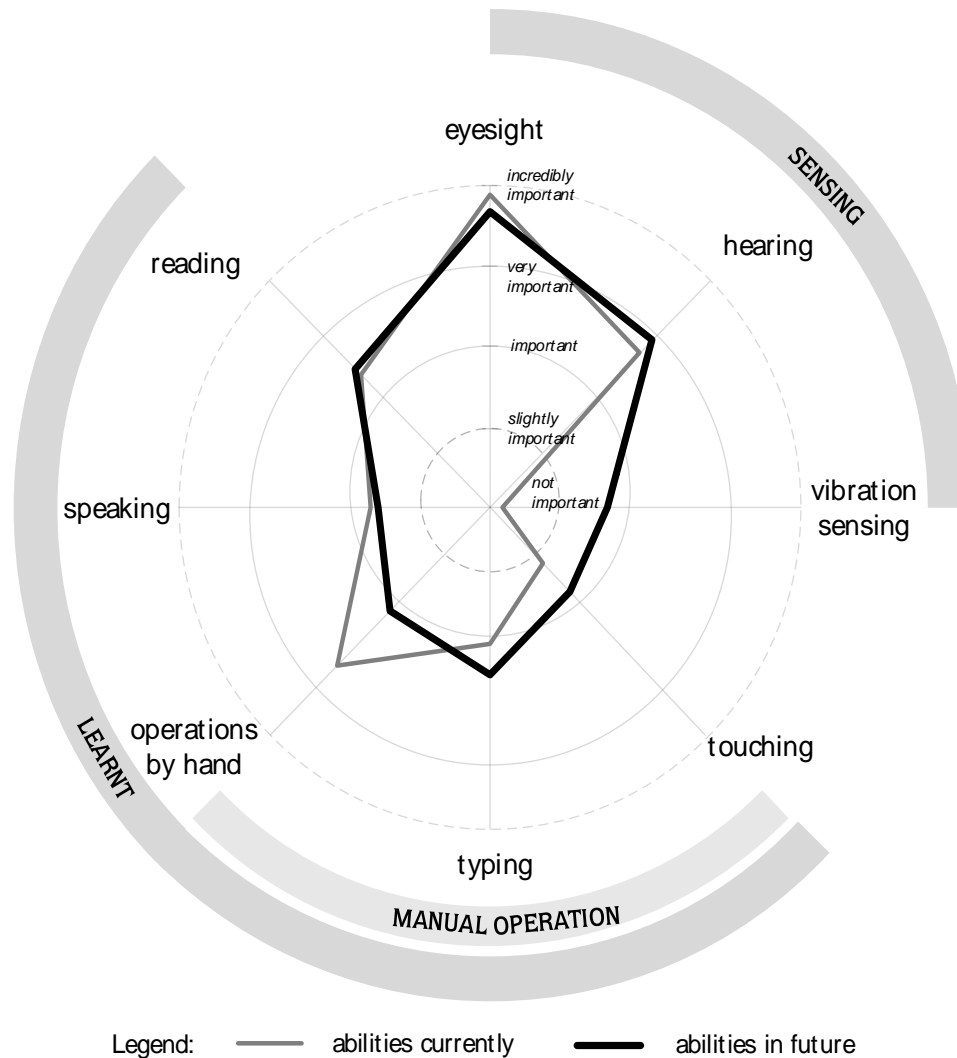 eyesight
SENSING
incredibly
important
reading
hearing
very
important
important
slightly
important
not
important
speaking
vibration
sensing
operations
by hand
touching
LEARNT
typing
MANUAL OPERATION
Legend:
abilities currently
abilities in future